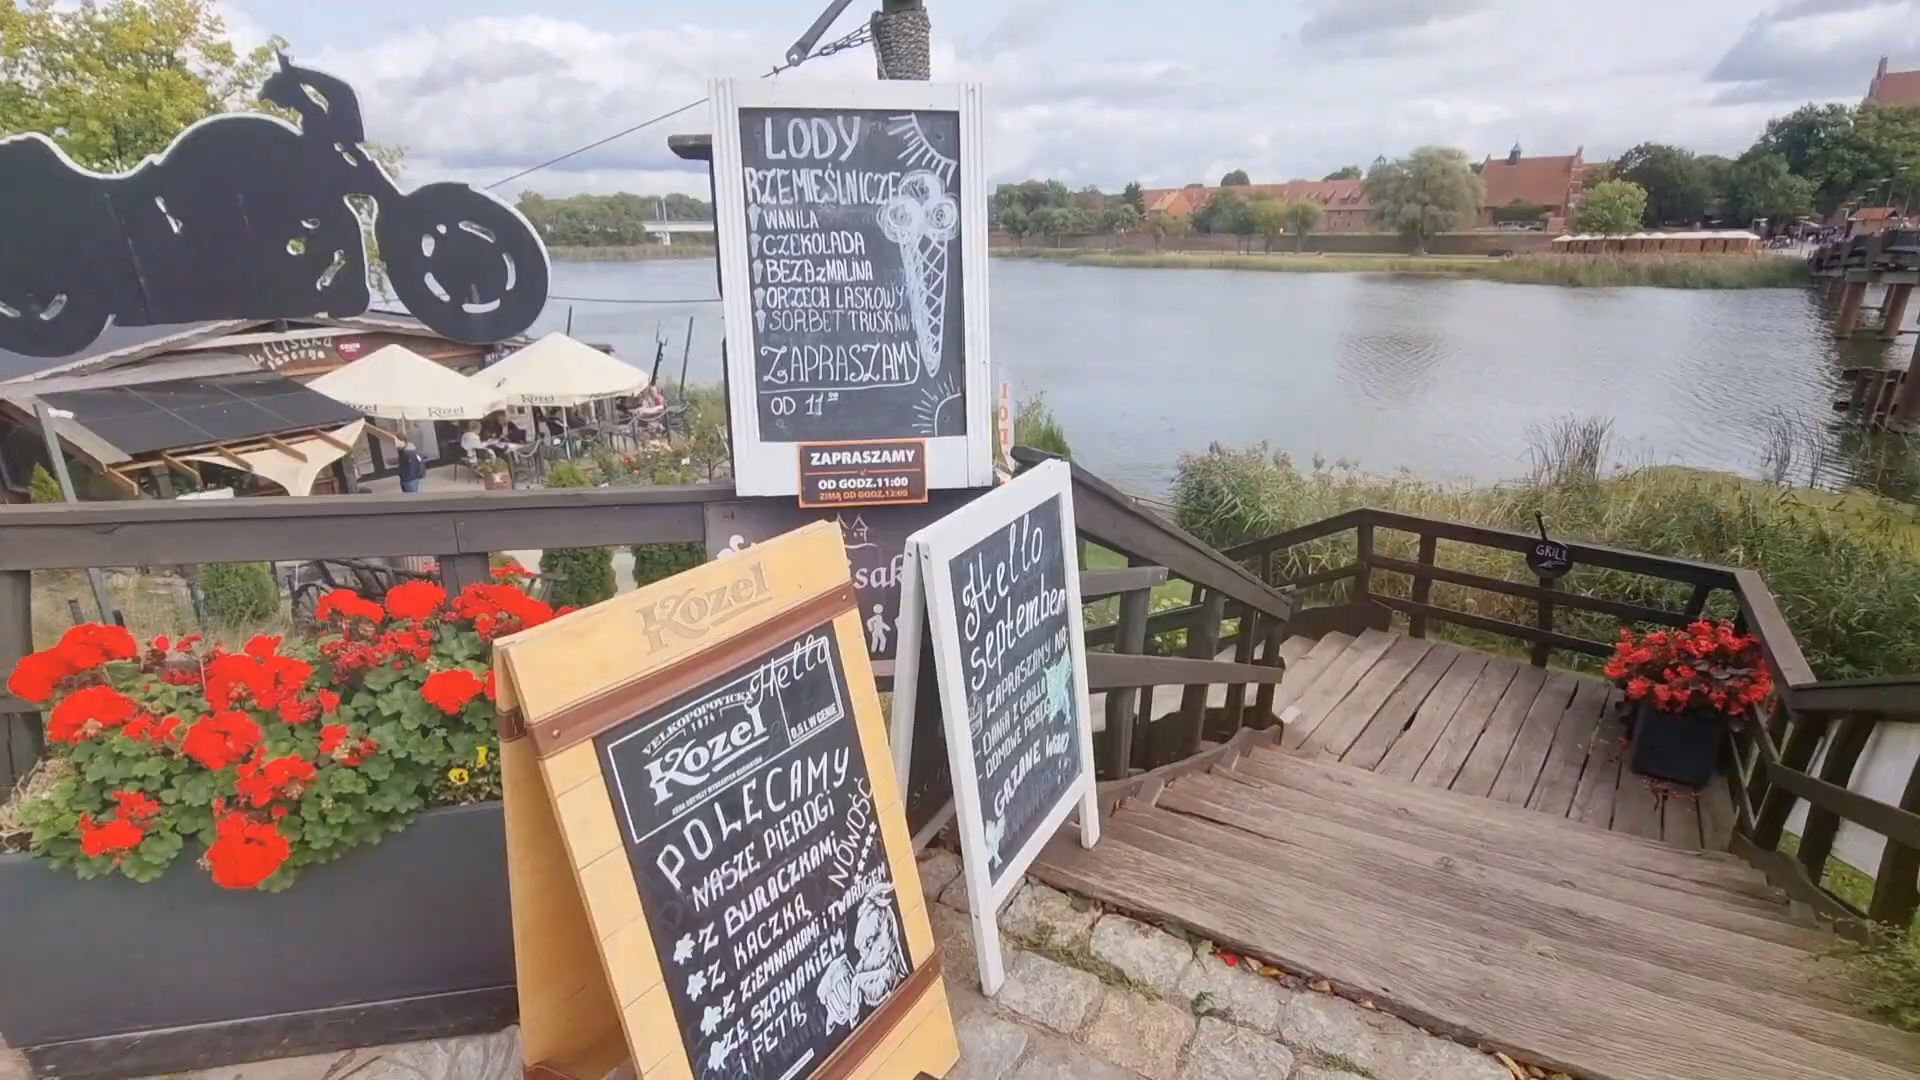 LODY
RZEMIEŚLNICZE
WANILA
CZEKOLADA
BEZA z MALINA
ORZECH LASKOWY
SORBET TRUSKAW
ZAPRASZAMY
OD 11⁰⁰
ZAPRASZAMY
OD GODZ.11:00
ZIMĄ OD GODZ.12:00
Kozel
Kozel
GRILL
Hello
September
ZAPRASZAMY NA:
- DANIA Z GRILLA
- DOMOWE PIEROGI
GRZANE WINO
Kozel
Hello
VELKOPOPOVICKÝ
1874
Kozel
0,5 L W CENIE
POLECAMY
NASZE PIEROGI
NOWOŚĆ
Z BURACZKAMI
Z KACZKĄ
Z ZIEMNIAKAMI I TWAROGIEM
ZE SZPINAKIEM
I FETĄ